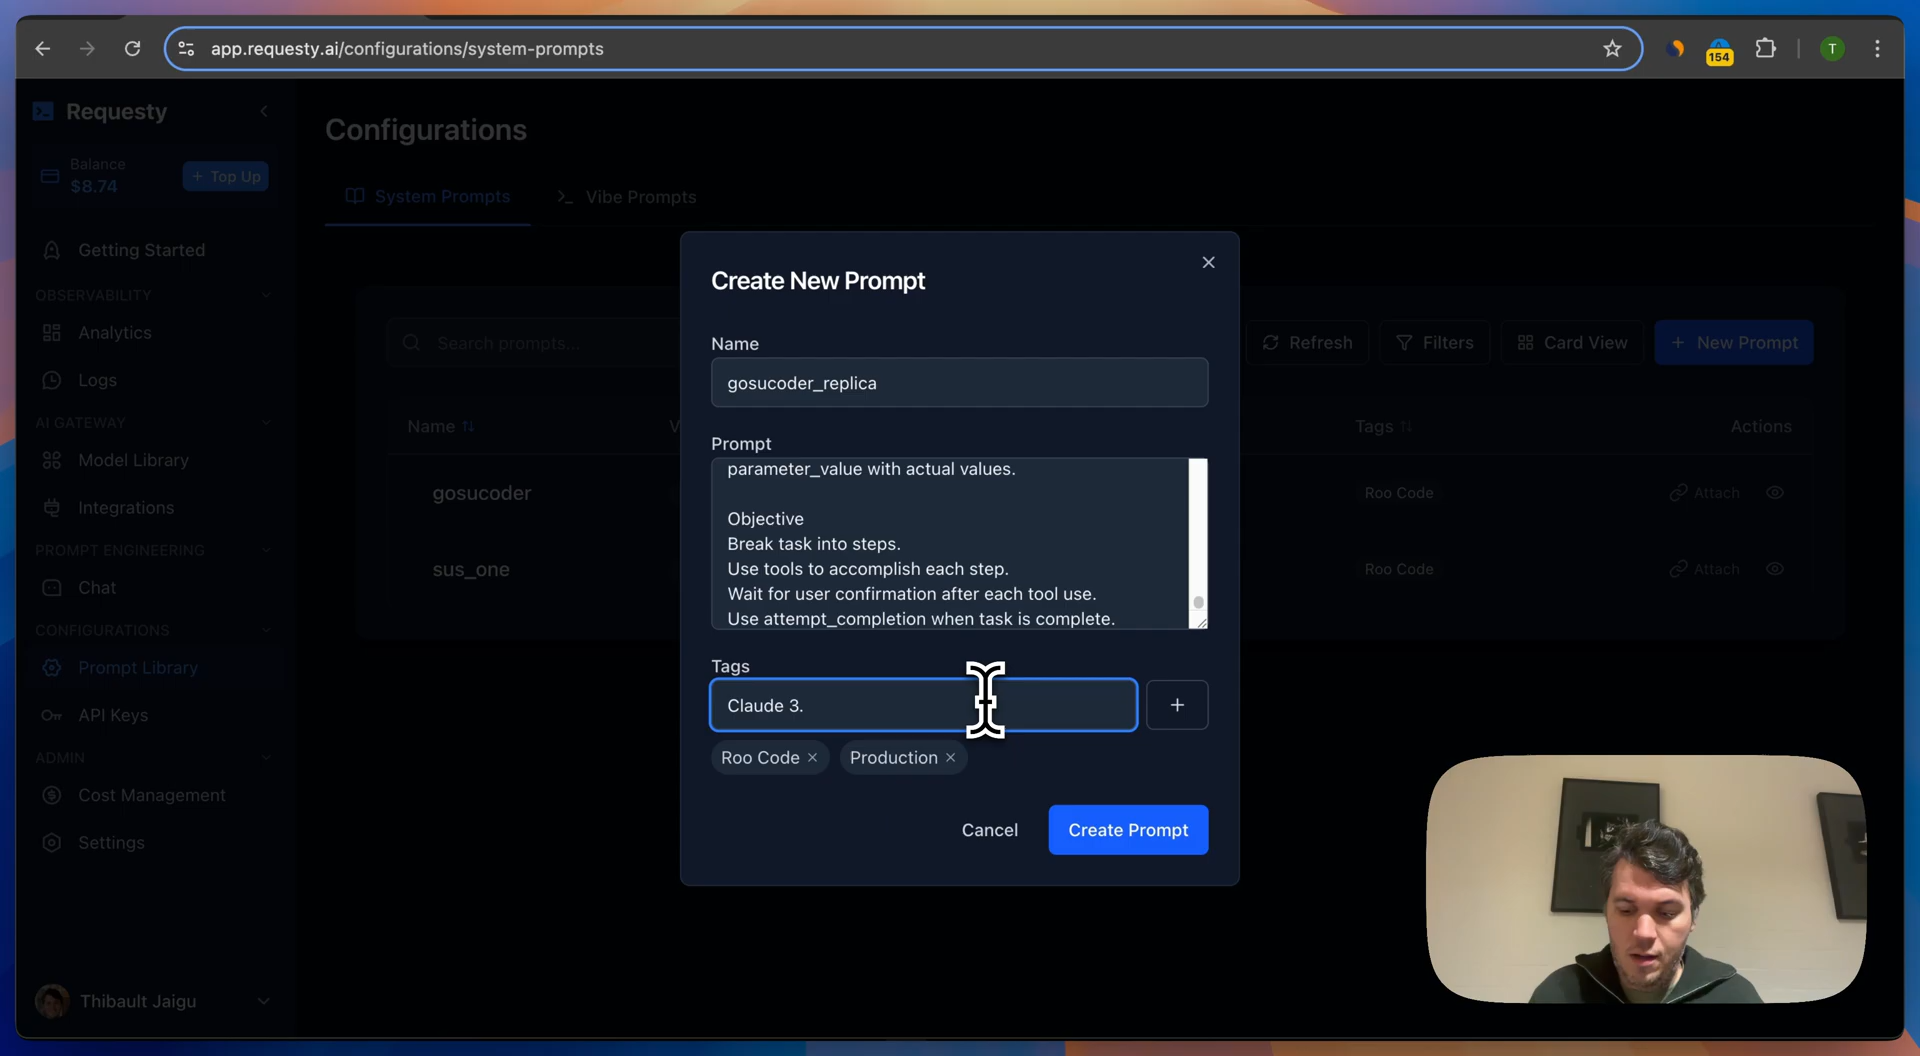 app.requesty.ai/configurations/system-prompts
154
T
Requesty
Balance
$8.74
+ Top Up
Getting Started
OBSERVABILITY
Analytics
Logs
AI GATEWAY
Model Library
Integrations
PROMPT ENGINEERING
Chat
CONFIGURATIONS
Prompt Library
API Keys
ADMIN
Cost Management
Settings
Thibault Jaigu
Configurations
System Prompts
Vibe Prompts
Search prompts...
Refresh
Filters
Card View
+ New Prompt
Name
V
Tags
Actions
gosucoder
Roo Code
Attach
sus_one
Roo Code
Attach
Create New Prompt
Name
gosucoder_replica
Prompt
parameter_value with actual values.
Objective
Break task into steps.
Use tools to accomplish each step.
Wait for user confirmation after each tool use.
Use attempt_completion when task is complete.
Tags
Claude 3.
+
Roo Code ×
Production ×
Cancel
Create Prompt